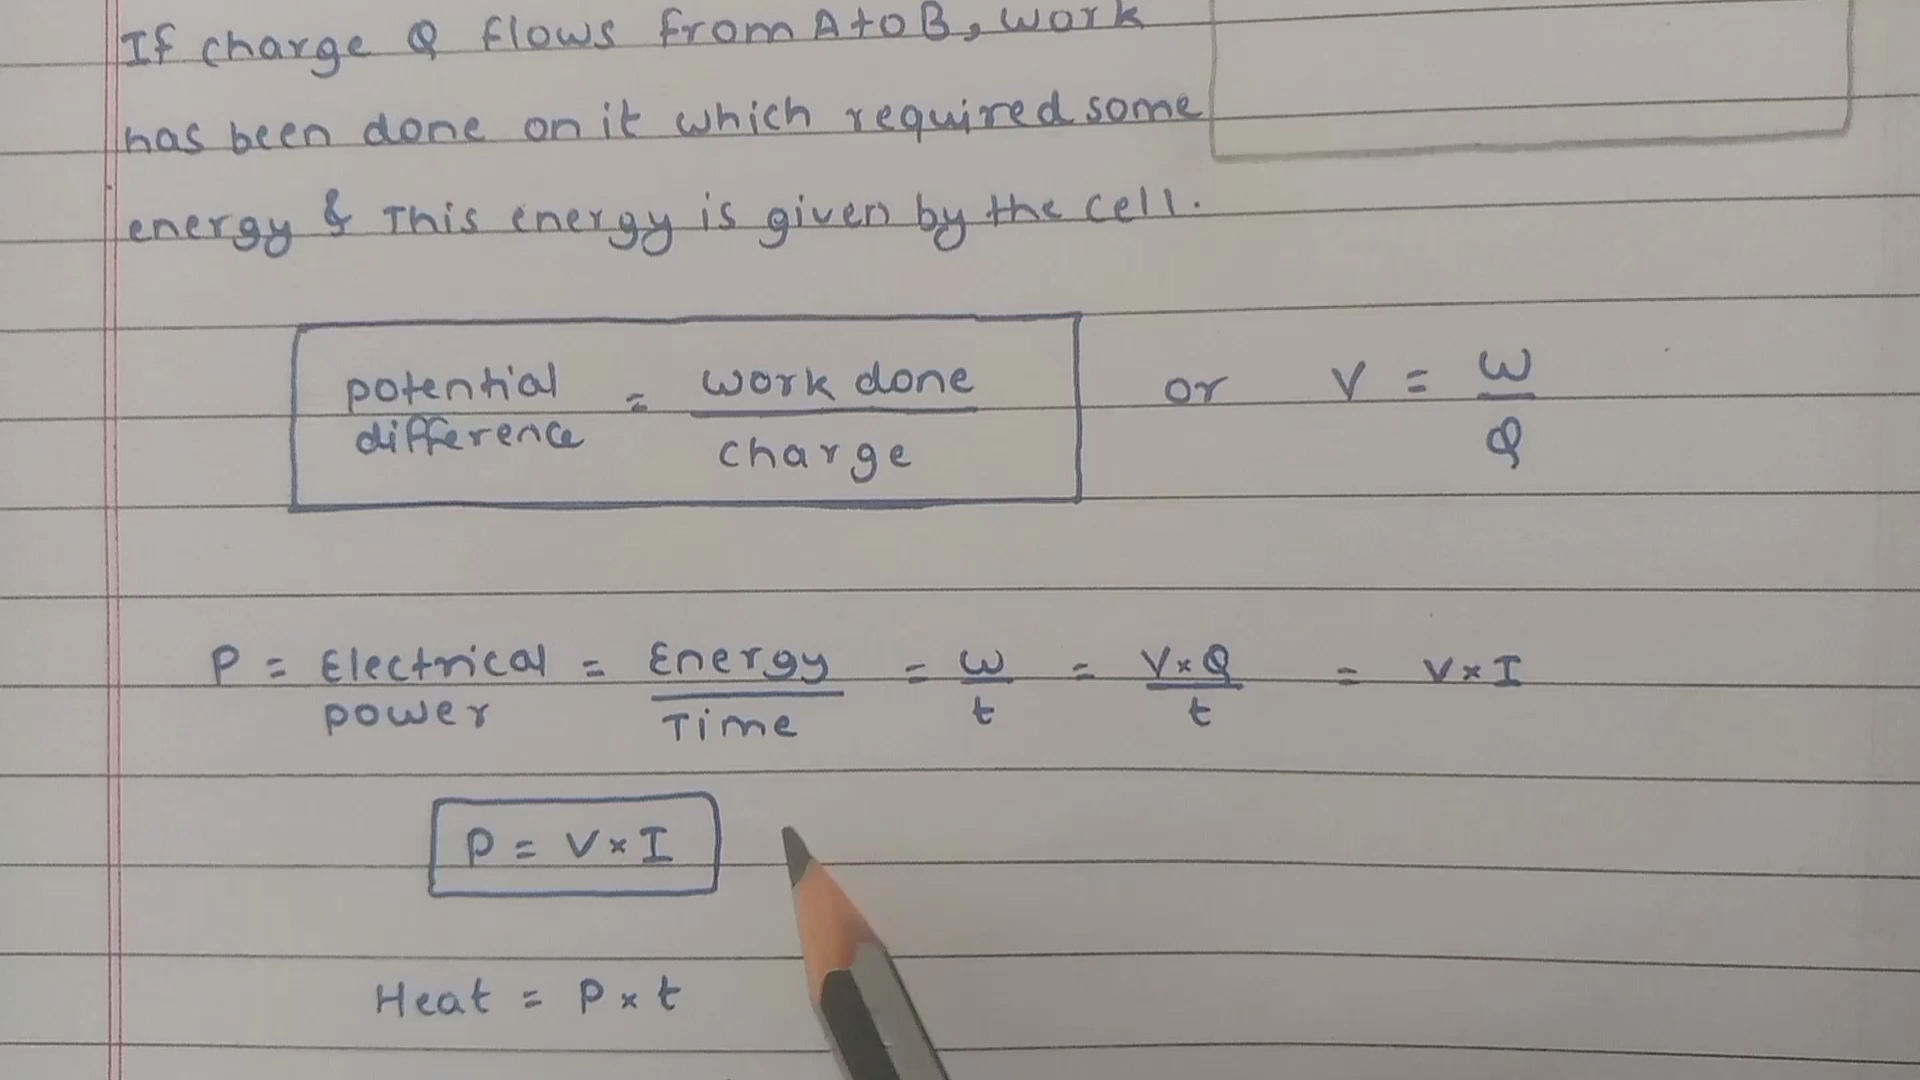 If charge Q flows from A to B, work
has been done on it which required some
energy & This energy is given by the cell.
potential difference = work done / charge or V = W / Q
P = Electrical power = Energy / Time = W / t = V×Q / t = V×I
P = V×I
Heat = P×t